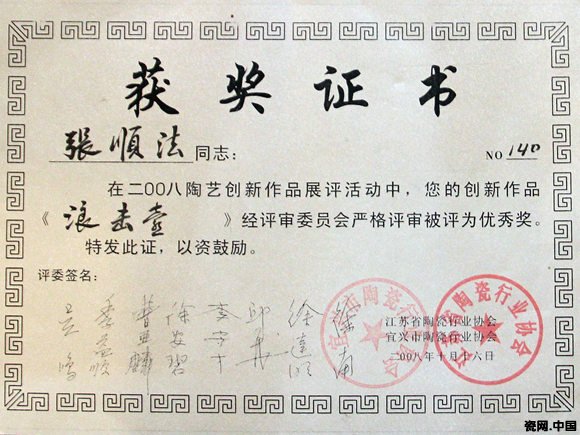 获奖证书
張順法同志：
NO 140
在二00八陶艺创新作品展评活动中，您的创新作品
《浪击壶》经评审委员会严格评审被评为优秀奖。
特发此证，以资鼓励。
评委签名：
江苏省陶瓷行业协会
宜兴市陶瓷行业协会
二00八年十月十六日
瓷网.中国